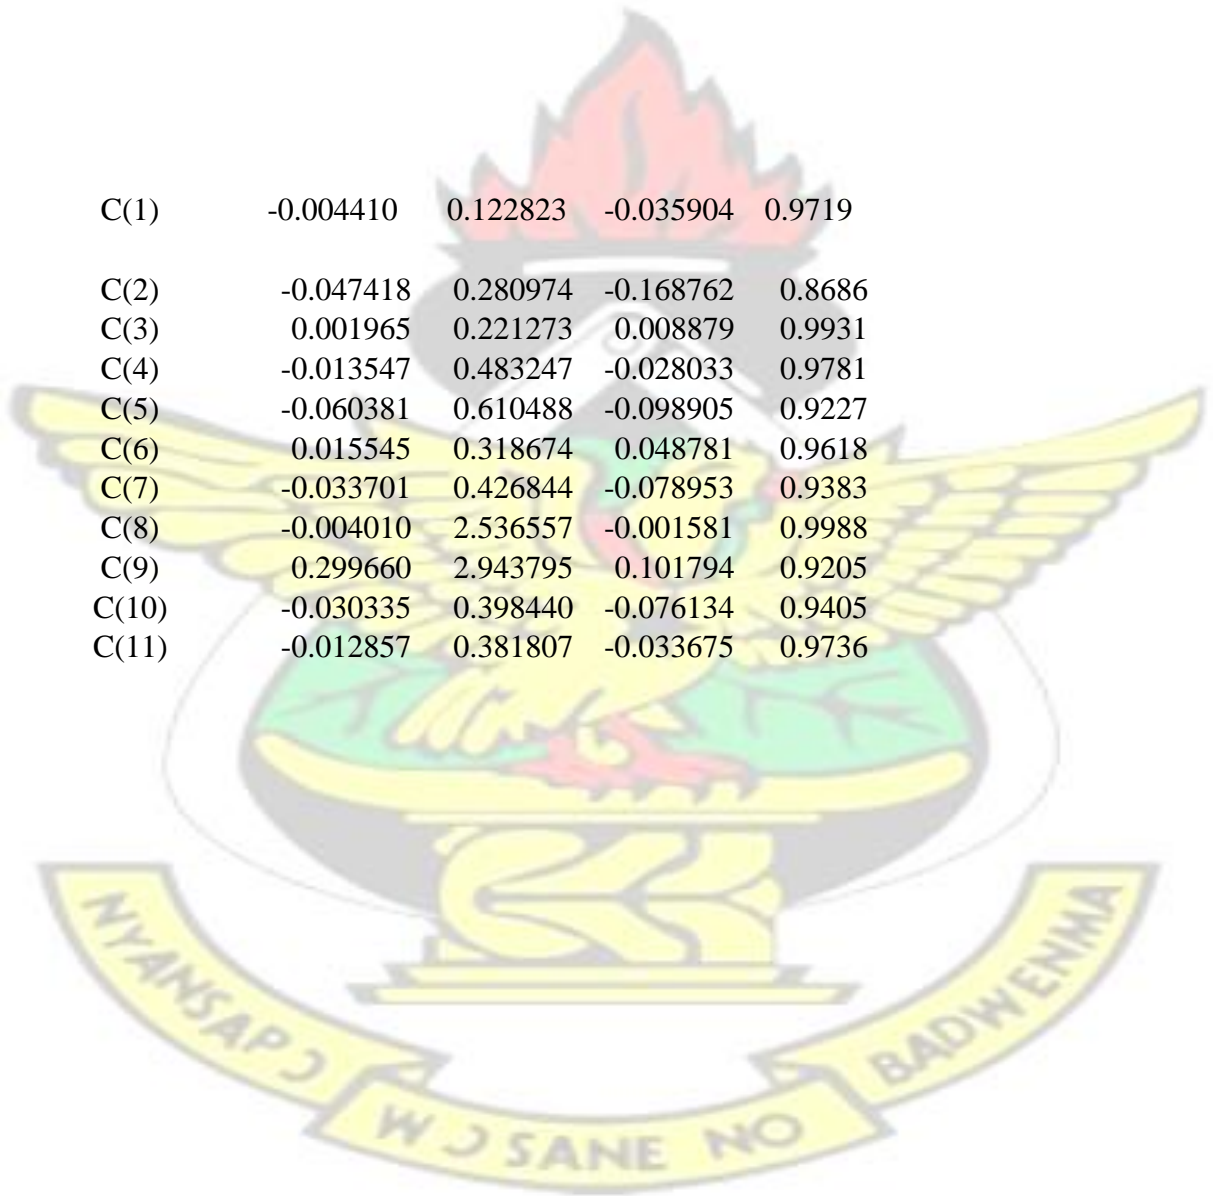 C(1) -0.004410 0.122823 -0.035904 0.9719
C(2) -0.047418 0.280974 -0.168762 0.8686
C(3) 0.001965 0.221273 0.008879 0.9931
C(4) -0.013547 0.483247 -0.028033 0.9781
C(5) -0.060381 0.610488 -0.098905 0.9227
C(6) 0.015545 0.318674 0.048781 0.9618
C(7) -0.033701 0.426844 -0.078953 0.9383
C(8) -0.004010 2.536557 -0.001581 0.9988
C(9) 0.299660 2.943795 0.101794 0.9205
C(10) -0.030335 0.398440 -0.076134 0.9405
C(11) -0.012857 0.381807 -0.033675 0.9736
NYANSAPƆ
WƆ SANE NO
BADWENMA